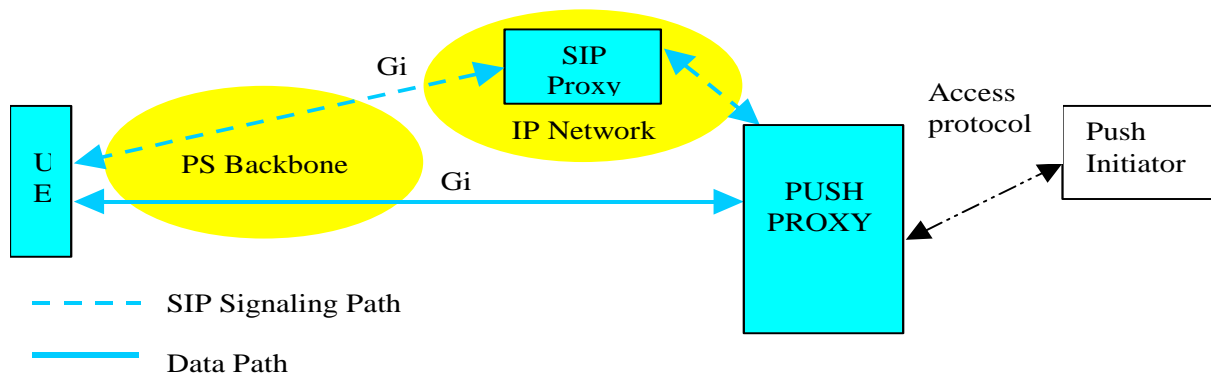 SIP
Proxy
Gi
IP Network
Access
protocol
Push
Initiator
U
E
PS Backbone
Gi
PUSH
PROXY
SIP Signaling Path
Data Path